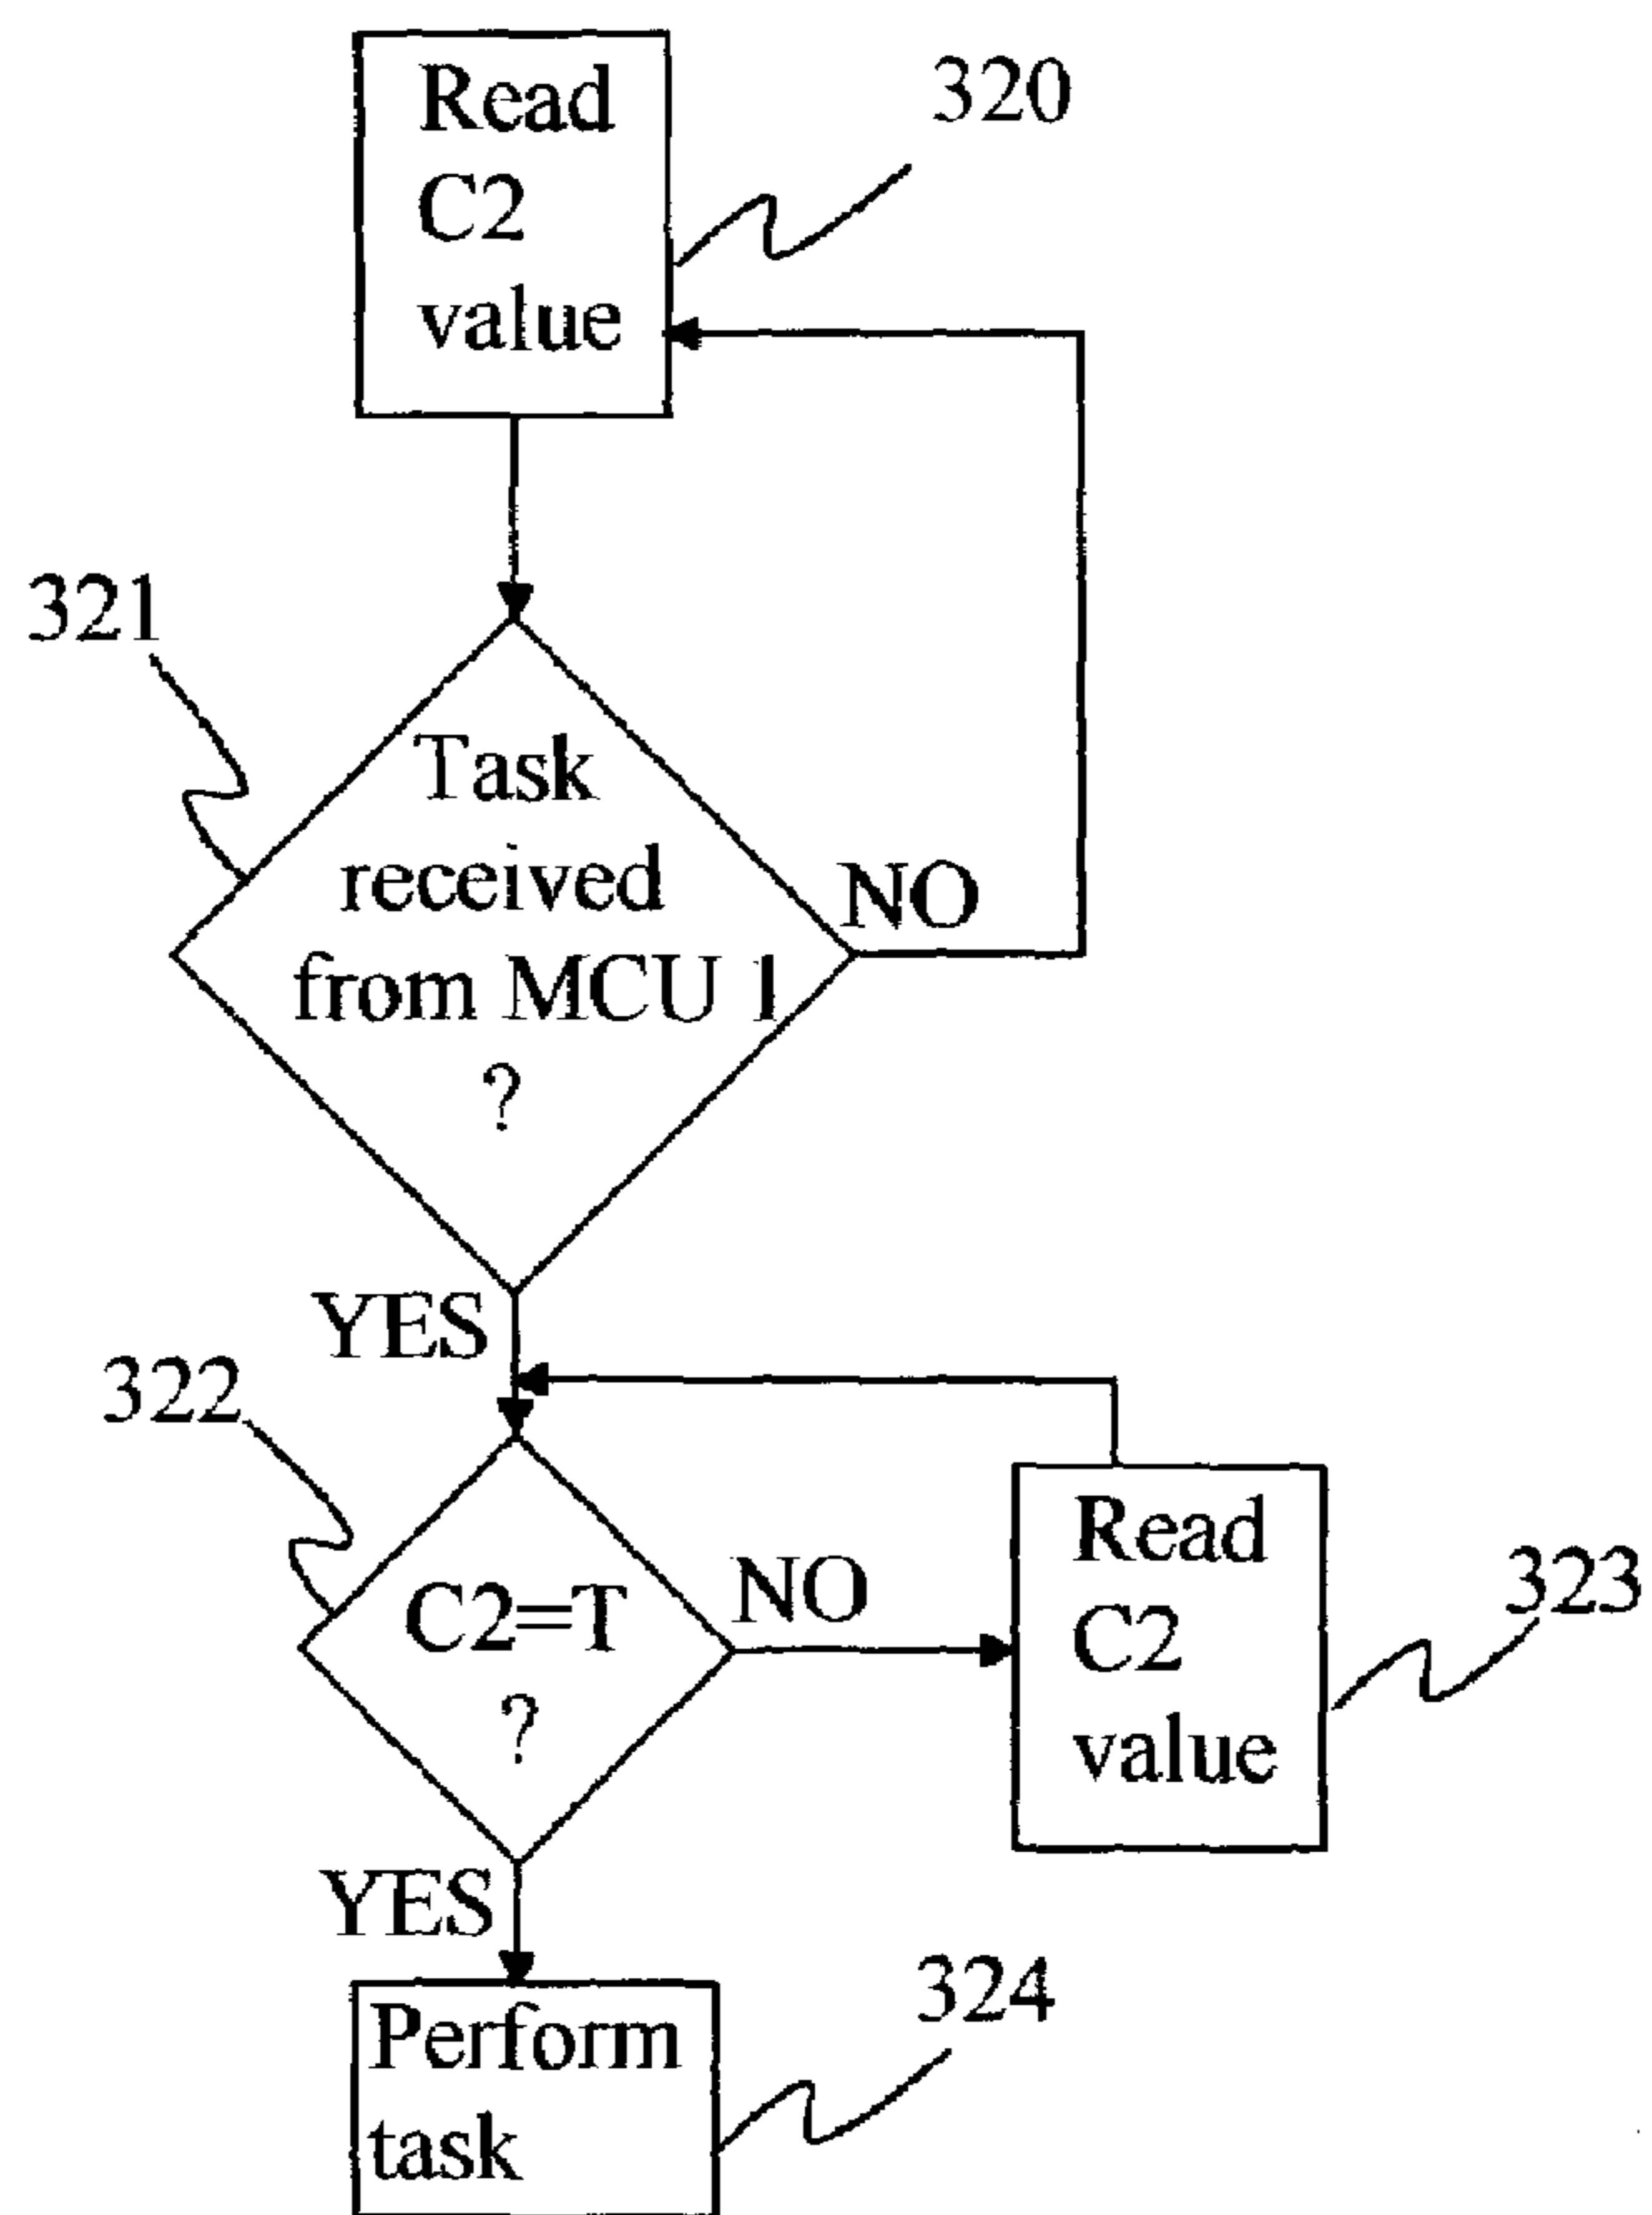 Read
C2
value
320
321
Task
received
from MCU 1
?
NO
YES
322
C2=T
?
NO
Read
C2
value
323
YES
Perform
task
324